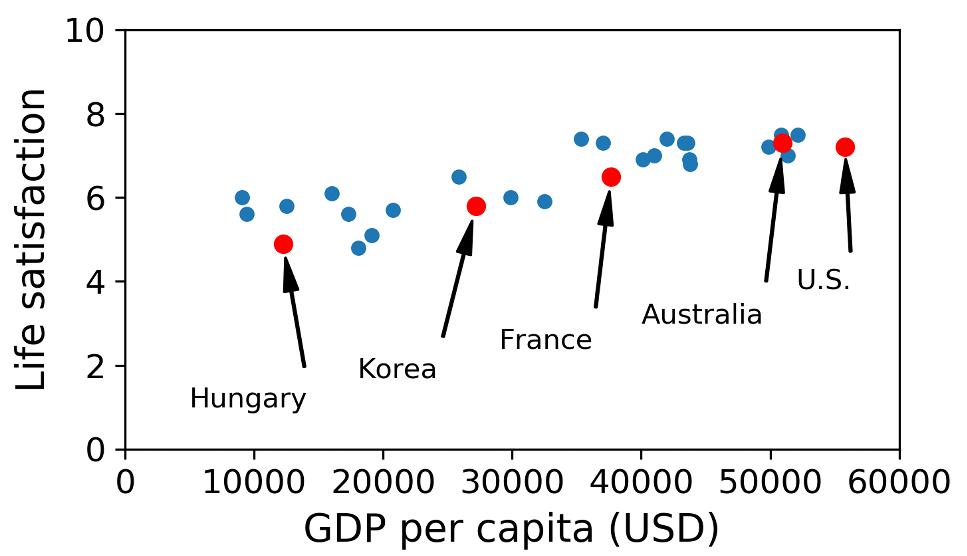 10
8
6
4
2
0
Life satisfaction
Hungary
Korea
France
Australia
U.S.
0 10000 20000 30000 40000 50000 60000
GDP per capita (USD)